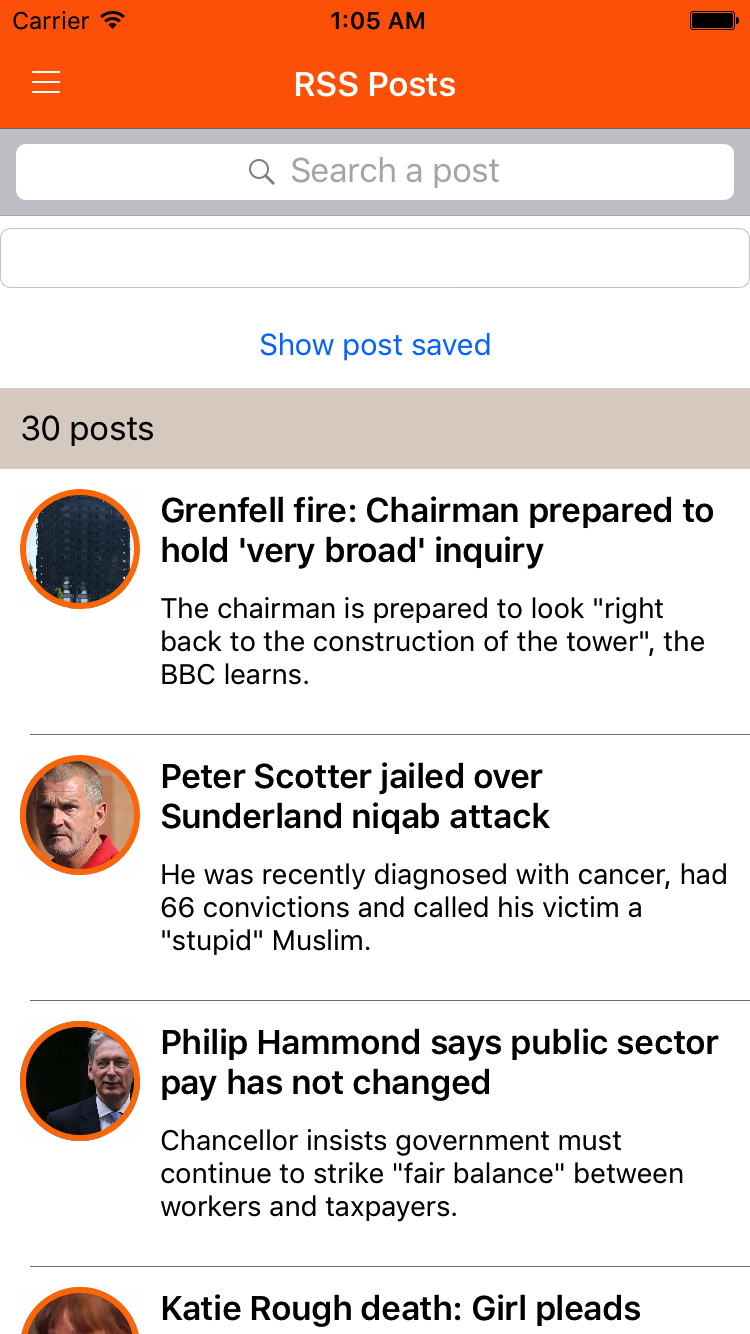 Carrier 1:05 AM
RSS Posts
Search a post
Show post saved
30 posts
Grenfell fire: Chairman prepared to
hold 'very broad' inquiry
The chairman is prepared to look "right
back to the construction of the tower", the
BBC learns.
Peter Scotter jailed over
Sunderland niqab attack
He was recently diagnosed with cancer, had
66 convictions and called his victim a
"stupid" Muslim.
Philip Hammond says public sector
pay has not changed
Chancellor insists government must
continue to strike "fair balance" between
workers and taxpayers.
Katie Rough death: Girl pleads